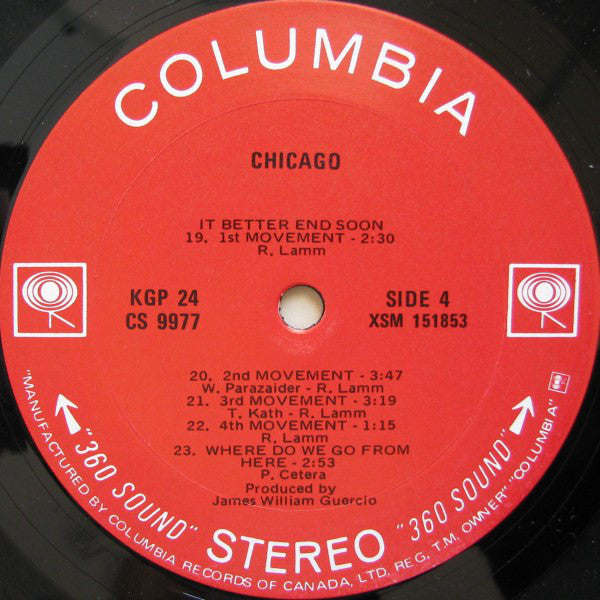 COLUMBIA
CHICAGO
IT BETTER END SOON
19. 1st MOVEMENT - 2:30
R. Lamm
KGP 24
CS 9977
SIDE 4
XSM 151853
20. 2nd MOVEMENT - 3:47
W. Parazaider - R. Lamm
21. 3rd MOVEMENT - 3:19
T. Kath - R. Lamm
22. 4th MOVEMENT - 1:15
R. Lamm
23. WHERE DO WE GO FROM
HERE - 2:53
P. Cetera
Produced by
James William Guercio
"360 SOUND" STEREO "360 SOUND"
"MANUFACTURED BY COLUMBIA RECORDS OF CANADA, LTD. REG. T.M. OWNER" "COLUMBIA"